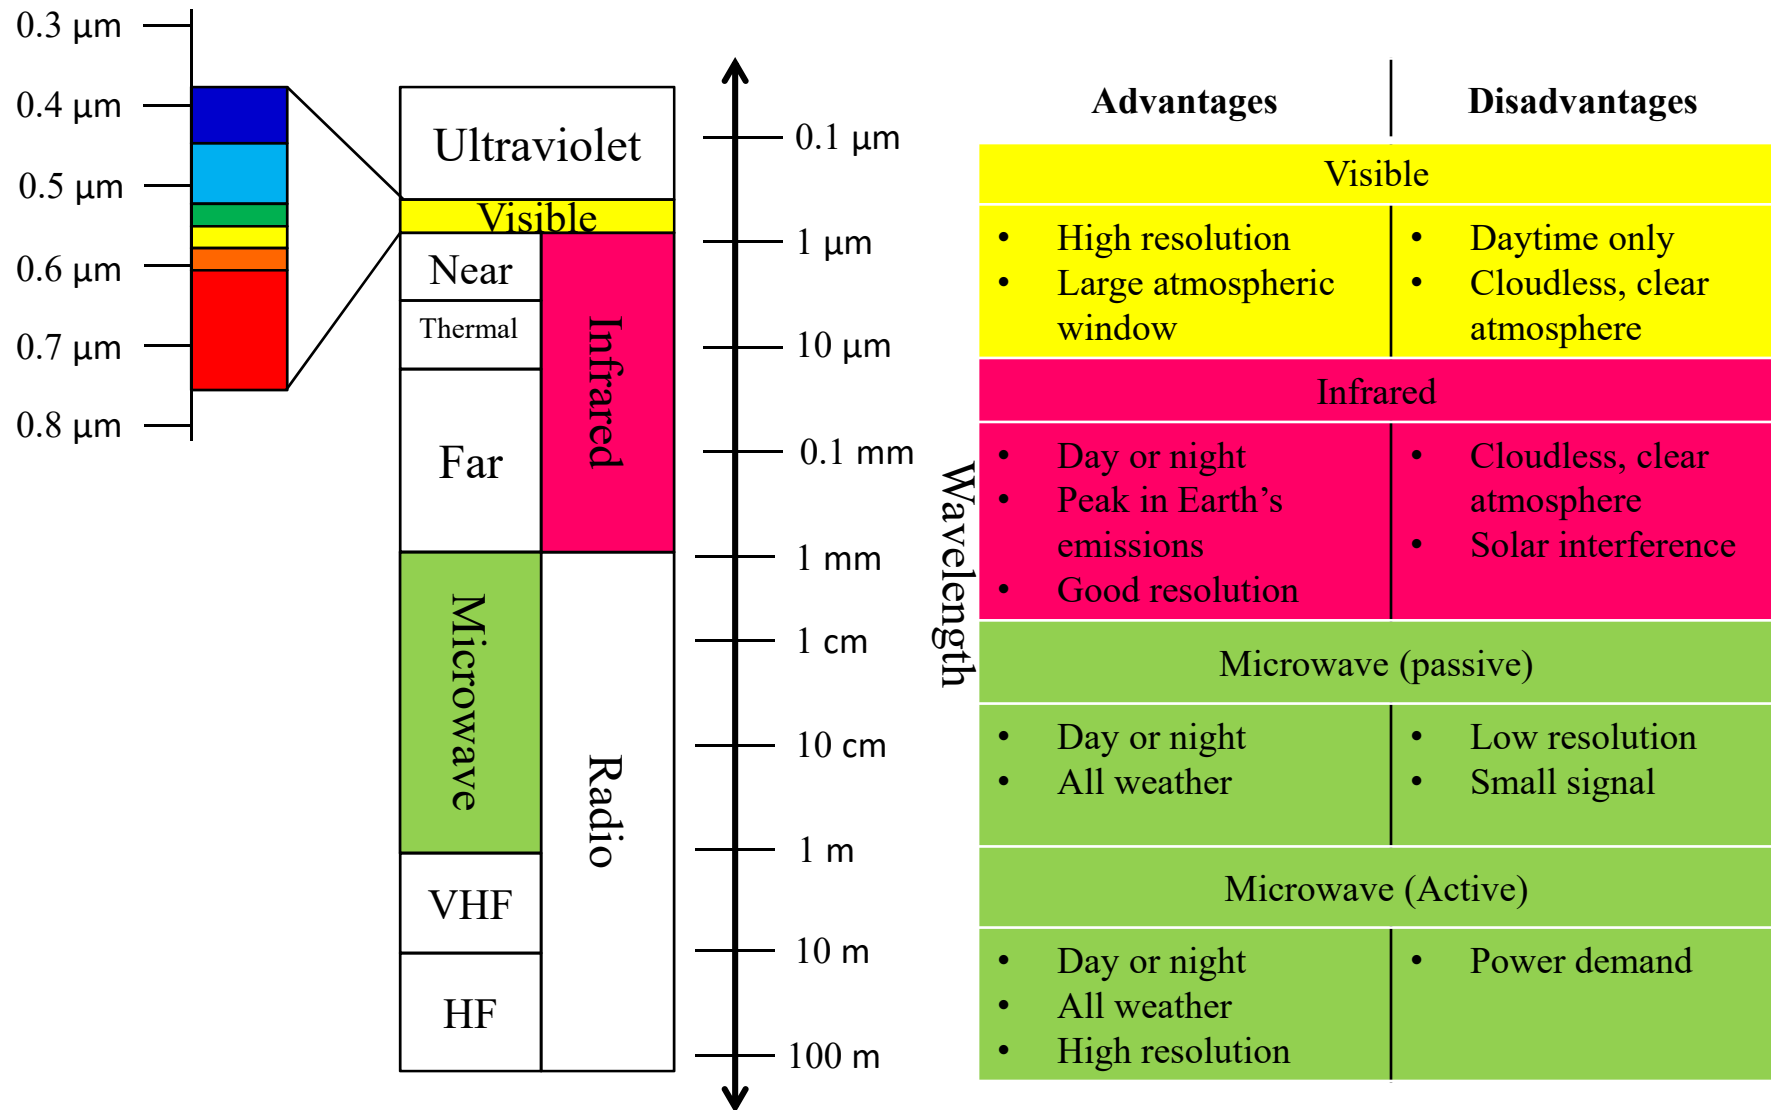 0.3 µm
0.4 µm
0.5 µm
0.6 µm
0.7 µm
0.8 µm
Ultraviolet
Visible
Near
Thermal
Far
Infrared
Microwave
Radio
VHF
HF
0.1 µm
1 µm
10 µm
0.1 mm
1 mm
1 cm
10 cm
1 m
10 m
100 m
Wavelength
Advantages
Disadvantages
Visible
• High resolution
• Large atmospheric
window
• Daytime only
• Cloudless, clear
atmosphere
Infrared
• Day or night
• Peak in Earth’s
emissions
• Good resolution
• Cloudless, clear
atmosphere
• Solar interference
Microwave (passive)
• Day or night
• All weather
• Low resolution
• Small signal
Microwave (Active)
• Day or night
• All weather
• High resolution
• Power demand